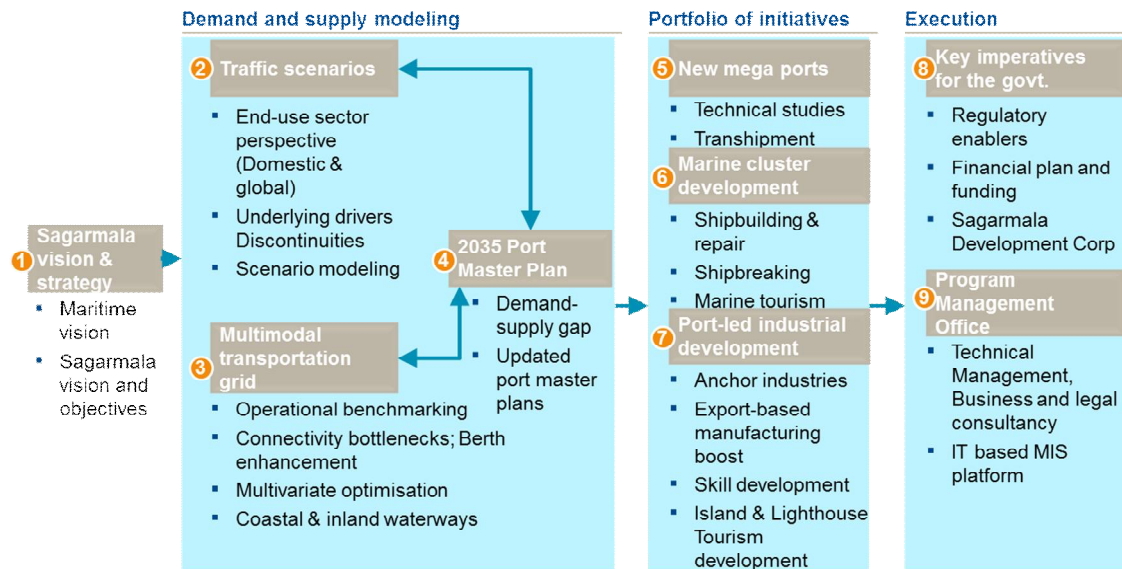 Demand and supply modeling
Portfolio of initiatives
Execution
1
Sagarmala
vision &
strategy
▪ Maritime
vision
▪ Sagarmala
vision and
objectives
2
Traffic scenarios
▪ End-use sector
perspective
(Domestic &
global)
▪ Underlying drivers
Discontinuities
▪ Scenario modeling
3
Multimodal
transportation
grid
▪ Operational benchmarking
▪ Connectivity bottlenecks; Berth
enhancement
▪ Multivariate optimisation
▪ Coastal & inland waterways
4
2035 Port
Master Plan
▪ Demand-
supply gap
▪ Updated
port master
plans
5
New mega ports
▪ Technical studies
▪ Transhipment
6
Marine cluster
development
▪ Shipbuilding &
repair
▪ Shipbreaking
▪ Marine tourism
7
Port-led industrial
development
▪ Anchor industries
▪ Export-based
manufacturing
boost
▪ Skill development
▪ Island & Lighthouse
Tourism
development
8
Key imperatives
for the govt.
▪ Regulatory
enablers
▪ Financial plan and
funding
▪ Sagarmala
Development Corp
9
Program
Management
Office
▪ Technical
Management,
Business and legal
consultancy
▪ IT based MIS
platform